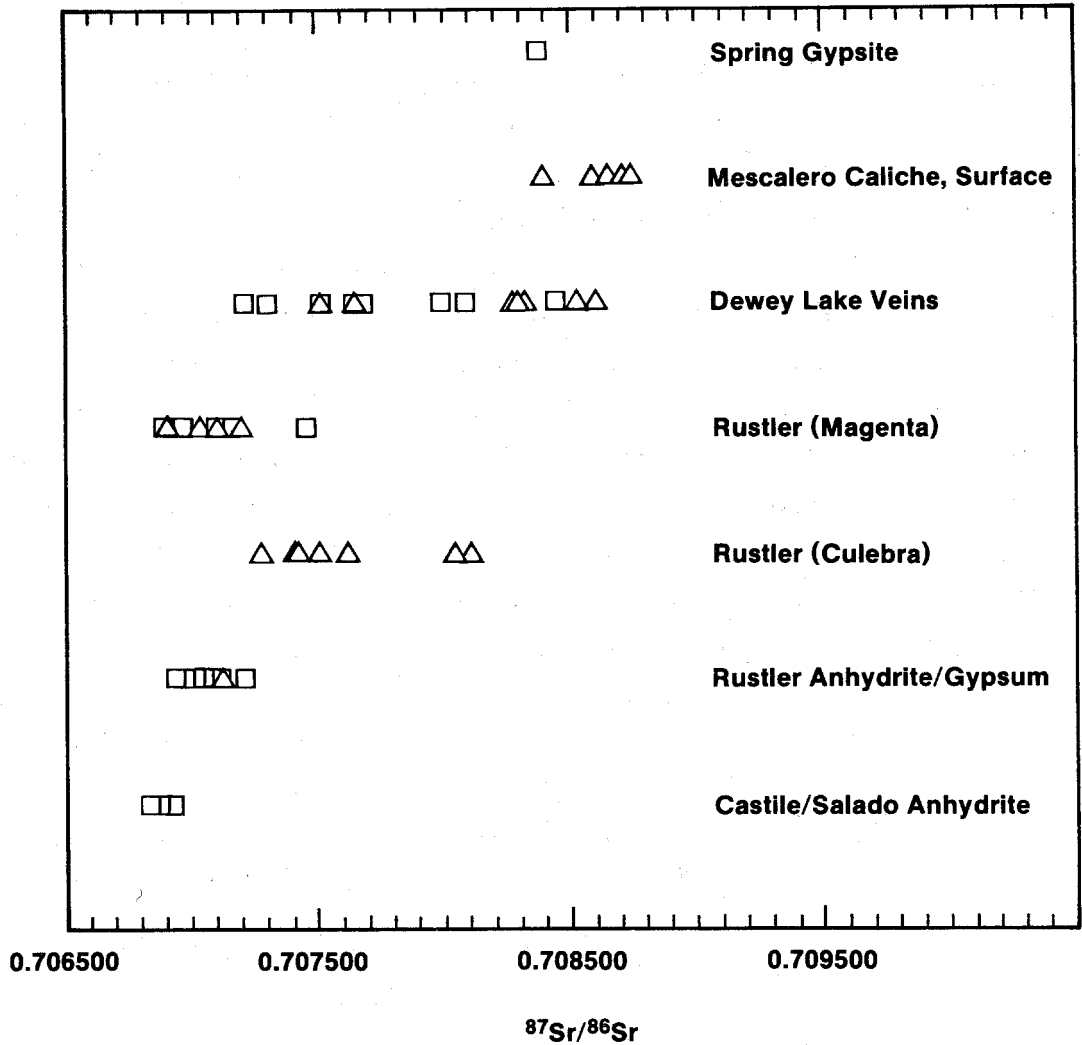 Spring Gypsite
Mescalero Caliche, Surface
Dewey Lake Veins
Rustler (Magenta)
Rustler (Culebra)
Rustler Anhydrite/Gypsum
Castile/Salado Anhydrite
0.706500 0.707500 0.708500 0.709500
⁸⁷Sr/⁸⁶Sr